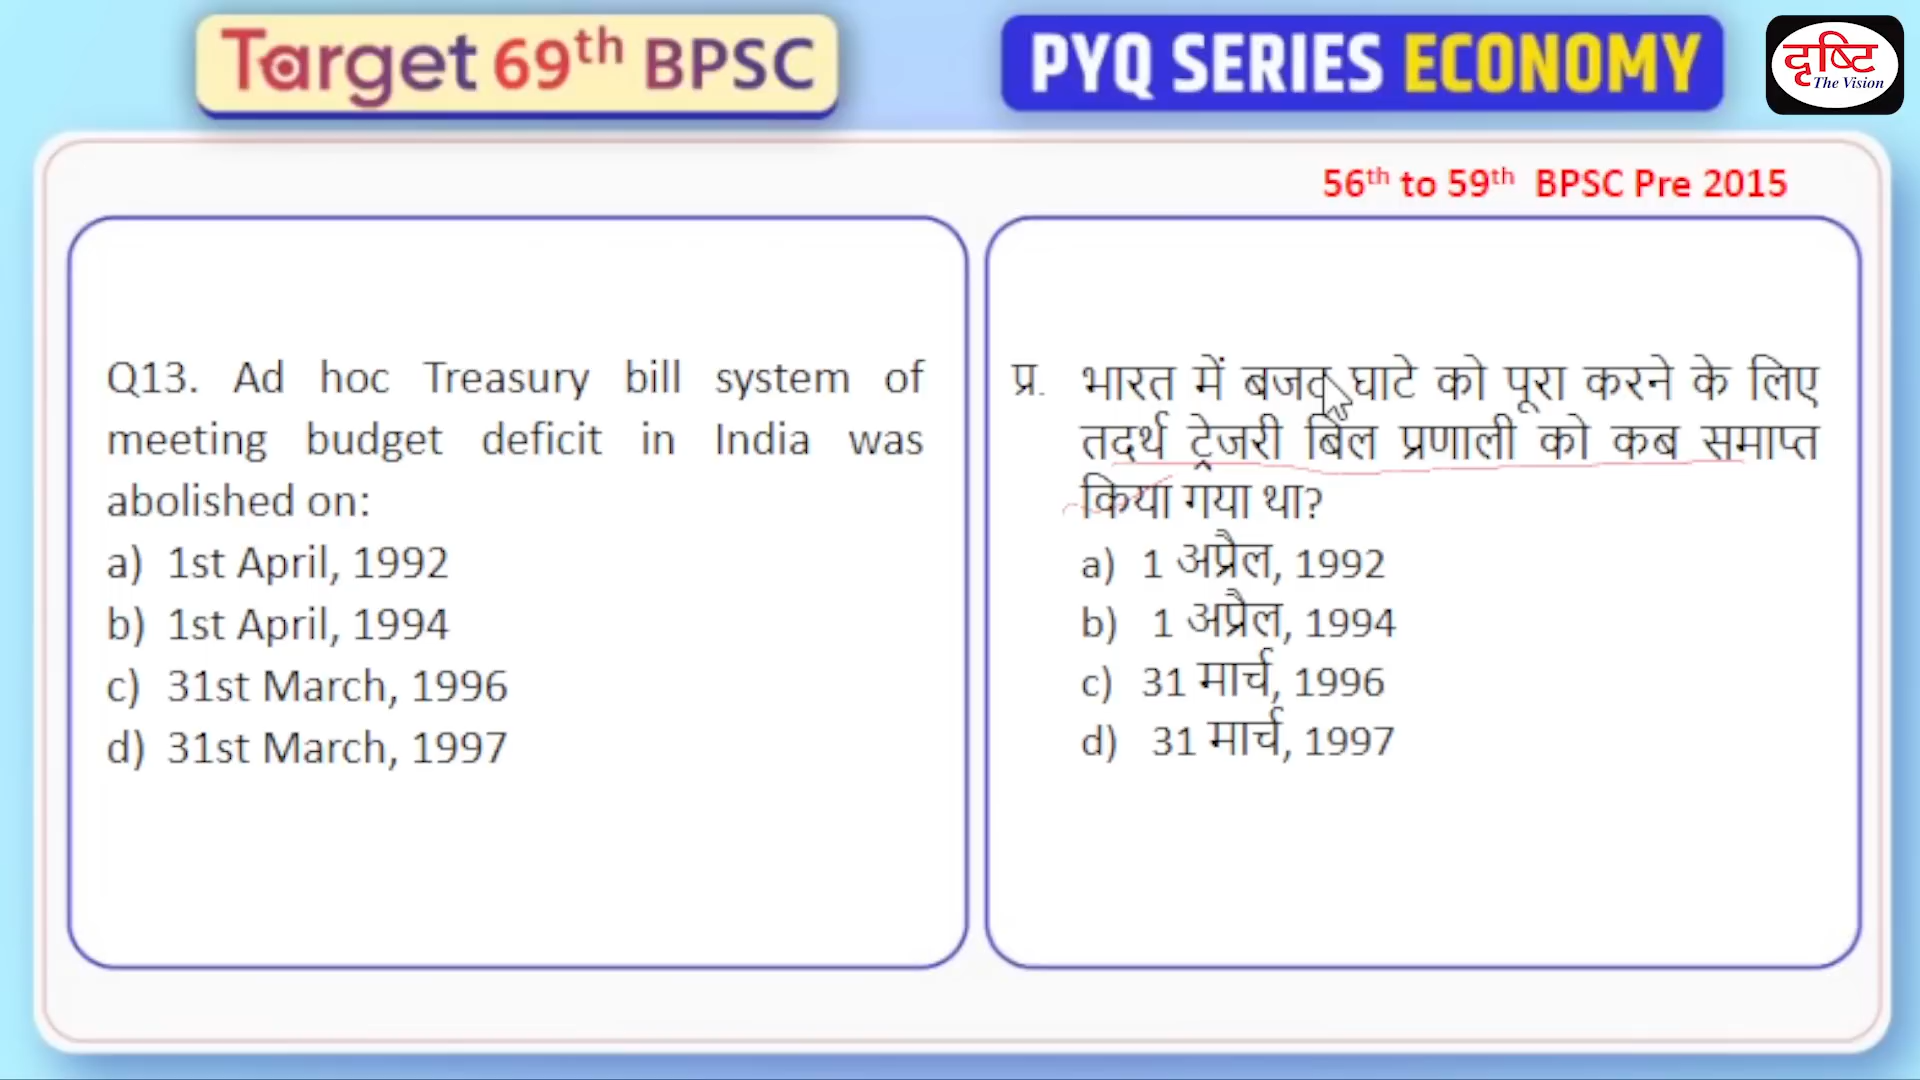 Target 69th BPSC
PYQ SERIES ECONOMY
दृष्टि
The Vision
56th to 59th BPSC Pre 2015
Q13. Ad hoc Treasury bill system of
meeting budget deficit in India was
abolished on:
a) 1st April, 1992
b) 1st April, 1994
c) 31st March, 1996
d) 31st March, 1997
प्र. भारत में बजट घाटे को पूरा करने के लिए
तदर्थ ट्रेजरी बिल प्रणाली को कब समाप्त
किया गया था?
a) 1 अप्रैल, 1992
b) 1 अप्रैल, 1994
c) 31 मार्च, 1996
d) 31 मार्च, 1997